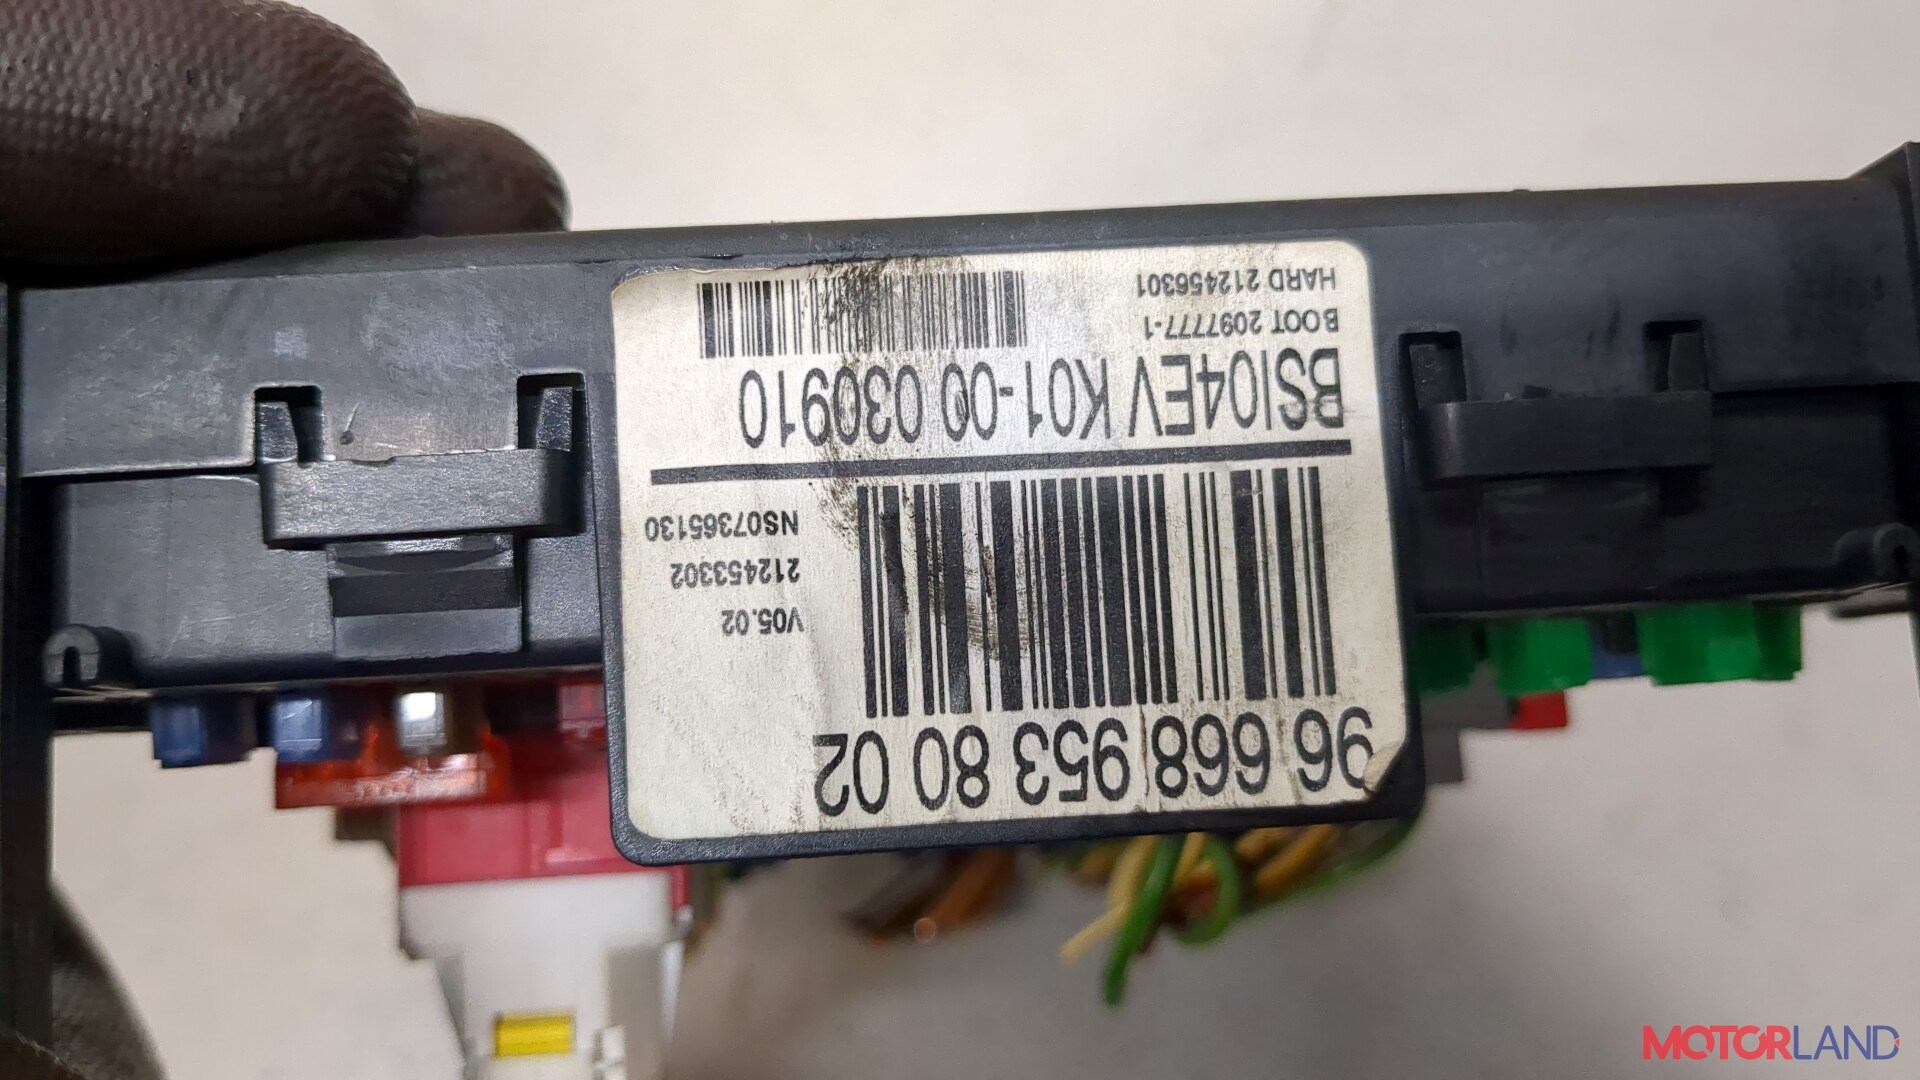 96 668 953 80 02
V05.02
212453302
NS07365130
BSI04EV K01-00 030910
BOOT 2097777-1
HARD 212456301
MOTORLAND